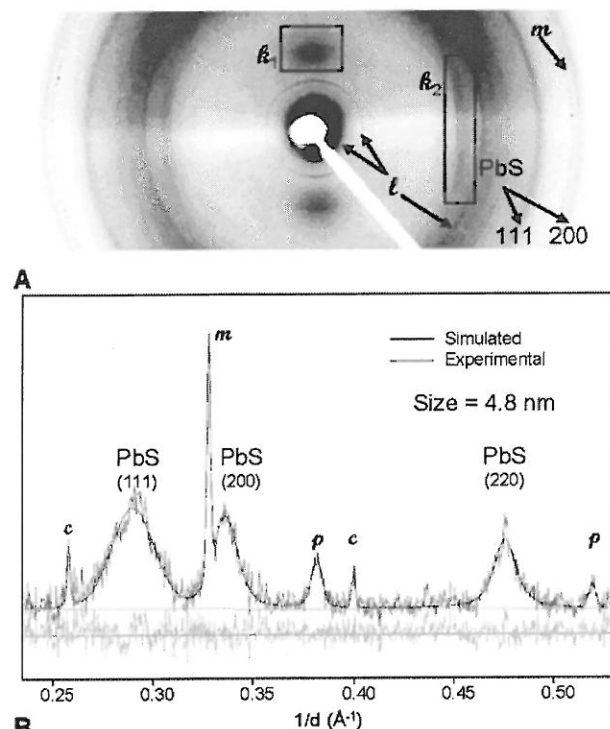 m
k1
k2
PbS
ℓ
111 200
A
m
Simulated
Experimental
Size = 4.8 nm
PbS
(111)
PbS
(200)
PbS
(220)
c
p
c
p
0.25 0.30 0.35 0.40 0.45 0.50
1/d (Å-1)
B